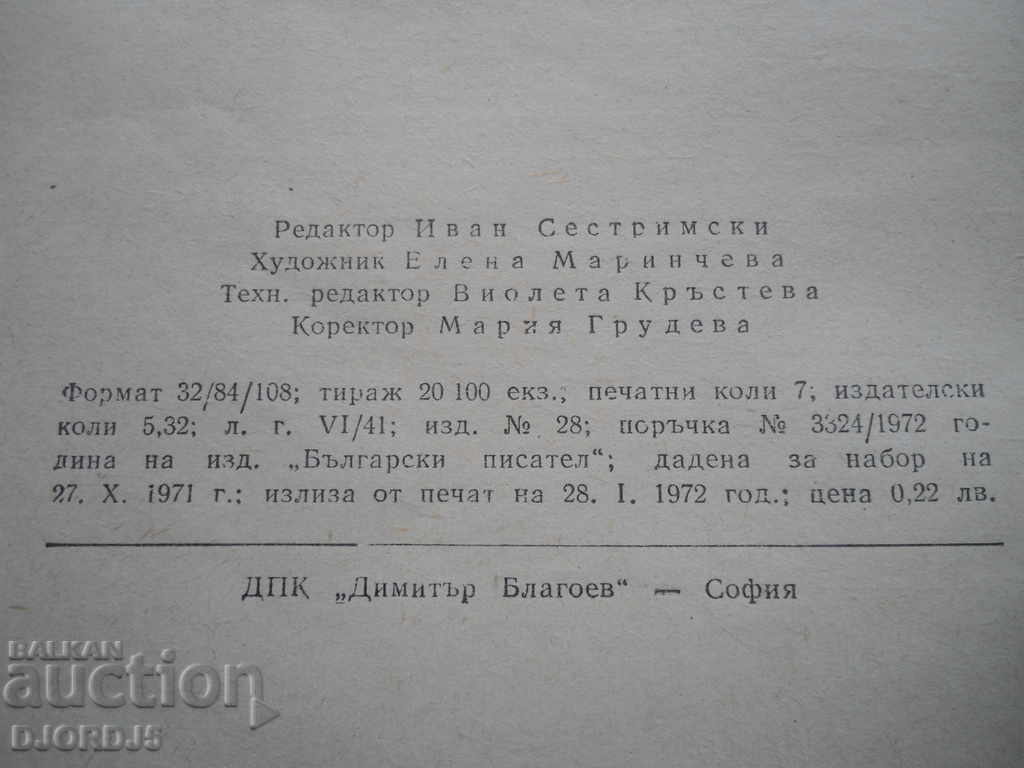 Редактор Иван Сестримски
Художник Елена Маринчева
Техн. редактор Виолета Кръстева
Коректор Мария Грудева
Формат 32/84/108; тираж 20 100 екз.; печатни коли 7; издателски
коли 5,32; л. г. VI/41; изд. № 28; поръчка № 3324/1972 го-
дина на изд. „Български писател“; дадена за набор на
27. X. 1971 г.; излиза от печат на 28. I. 1972 год.; цена 0,22 лв.
ДПК „Димитър Благоев“ — София
BALKAN
auction
DJORDJ5